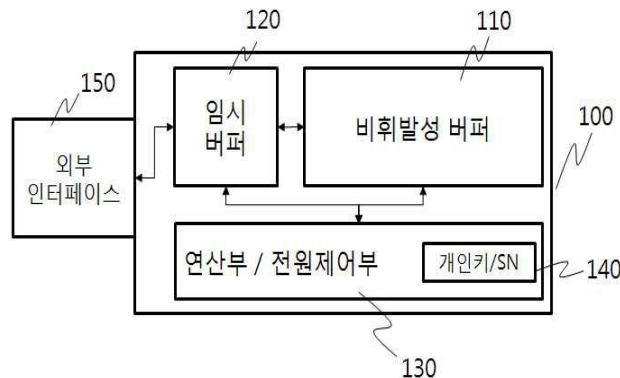 120
110
150
100
임시
버퍼
비휘발성 버퍼
외부
인터페이스
연산부 / 전원제어부
개인키/SN
140
130